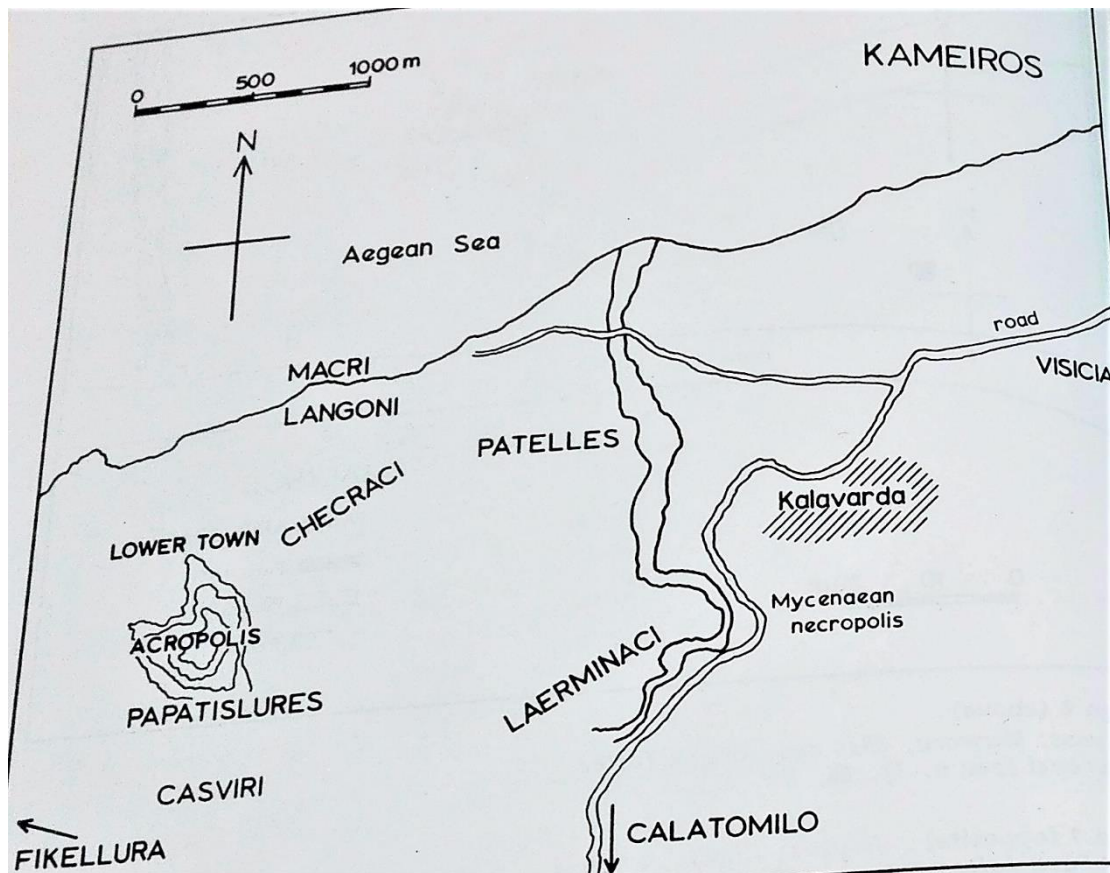 KAMEIROS
0 500 1000 m
N
Aegean Sea
road
VISICIA
MACRI
LANGONI
PATELLES
CHECRACI
Kalavarda
LOWER TOWN
Mycenaean
necropolis
ACROPOLIS
LAERMINACI
PAPATISLURES
CASVIRI
CALATOMILO
FIKELLURA